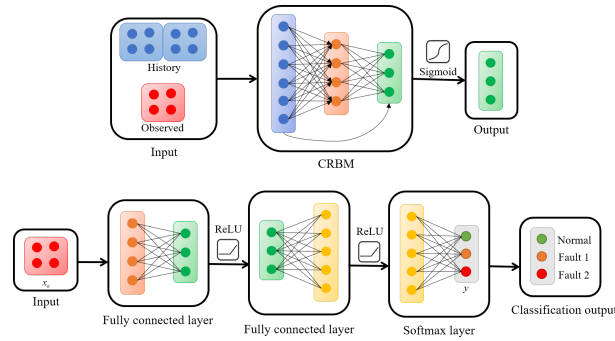 History
Observed
Input
CRBM
Sigmoid
Output
xₐ
Input
Fully connected layer
ReLU
Fully connected layer
ReLU
y
Softmax layer
Normal
Fault 1
Fault 2
Classification output